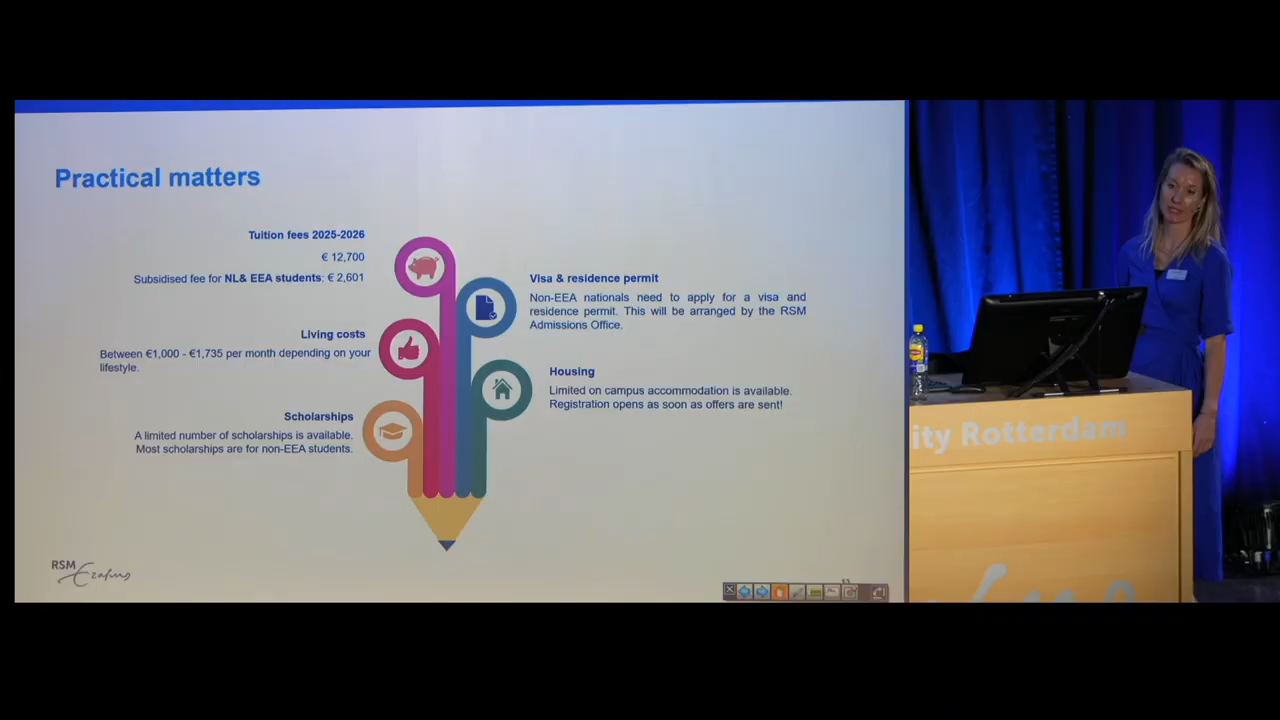 Practical matters
Tuition fees 2025-2026
€ 12,700
Subsidised fee for NL& EEA students: € 2,601
Living costs
Between €1,000 - €1,735 per month depending on your
lifestyle.
Scholarships
A limited number of scholarships is available.
Most scholarships are for non-EEA students.
Visa & residence permit
Non-EEA nationals need to apply for a visa and
residence permit. This will be arranged by the RSM
Admissions Office.
Housing
Limited on campus accommodation is available.
Registration opens as soon as offers are sent!
RSM
Erasmus
ity Rotterdam